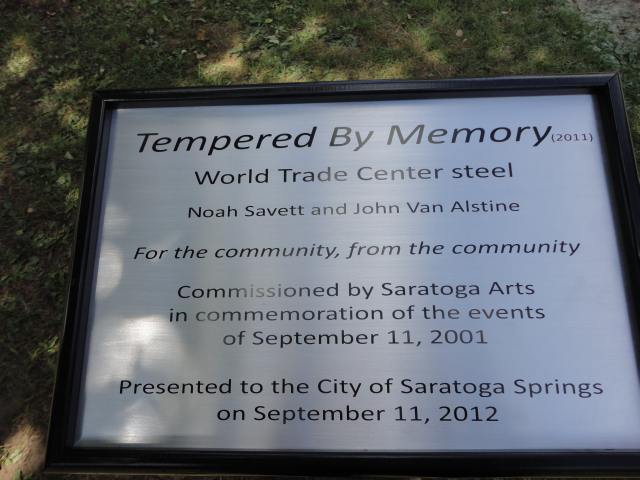 Tempered By Memory (2011)
World Trade Center steel
Noah Savett and John Van Alstine
For the community, from the community
Commissioned by Saratoga Arts
in commemoration of the events
of September 11, 2001
Presented to the City of Saratoga Springs
on September 11, 2012